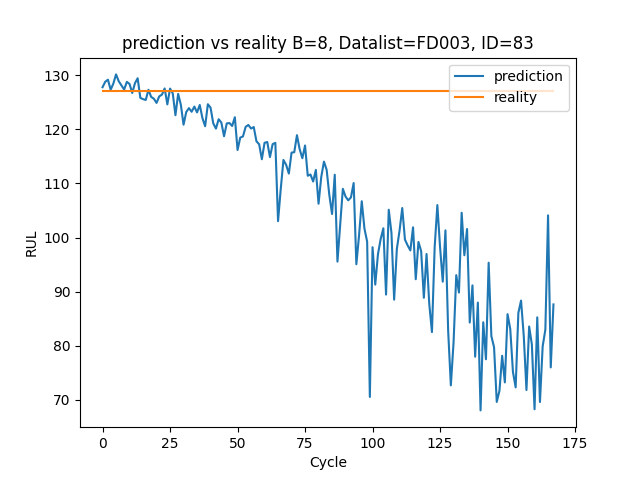 prediction vs reality B=8, Datalist=FD003, ID=83
prediction
reality
RUL
130
120
110
100
90
80
70
0 25 50 75 100 125 150 175
Cycle